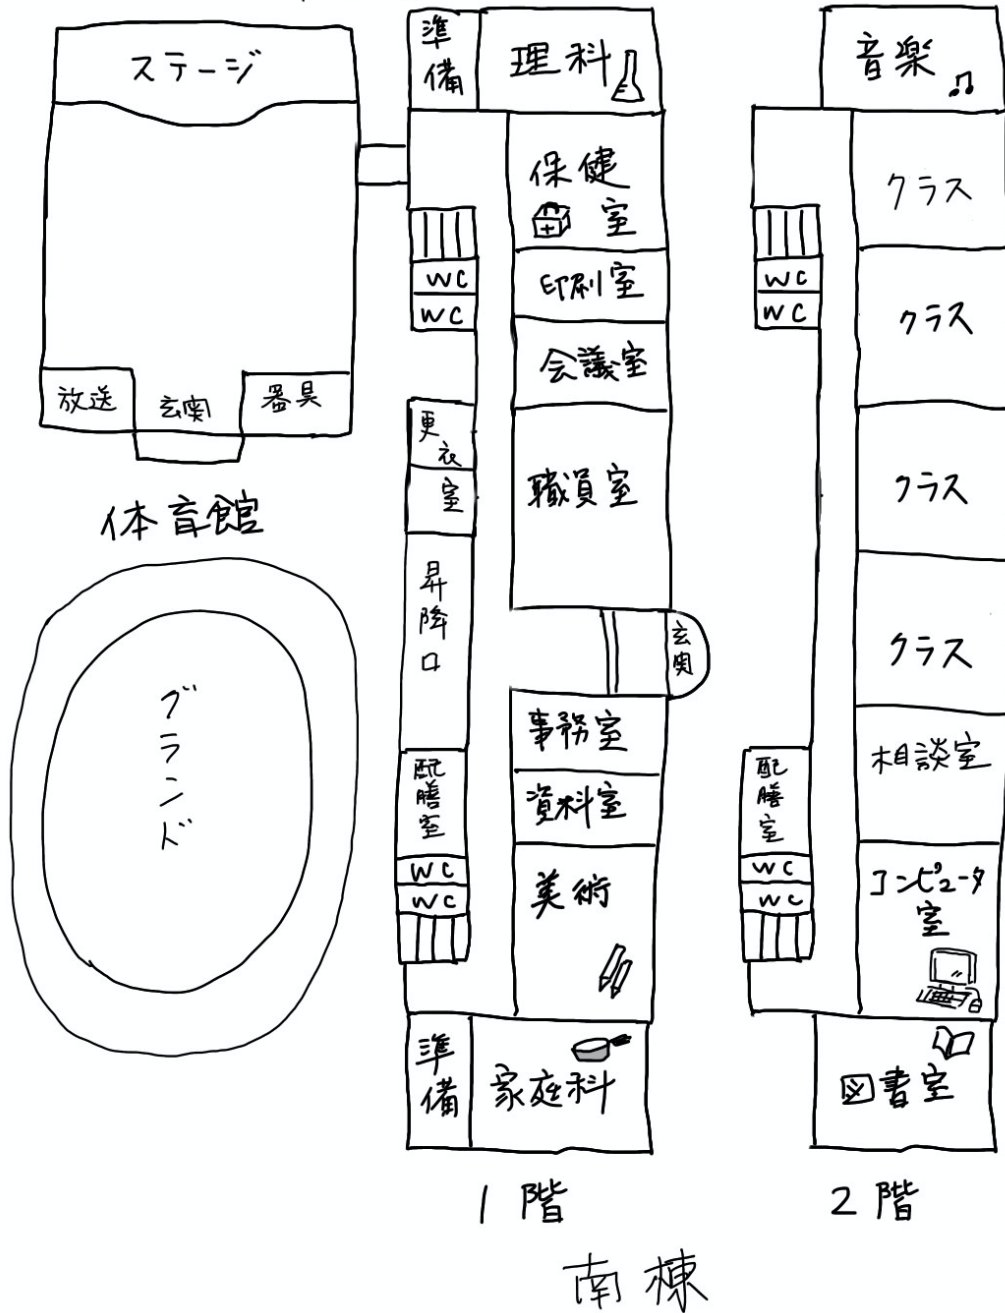 ステージ
放送
玄関
器具
体育館
グランド
準備
理科
保健
室
WC
WC
印刷室
会議室
更衣
室
職員室
昇降口
玄関
事務室
配膳室
資料室
WC
WC
美術
準備
家庭科
1階
音楽
クラス
WC
WC
クラス
クラス
クラス
相談室
配膳室
WC
WC
コンピュータ
室
図書室
2階
南棟